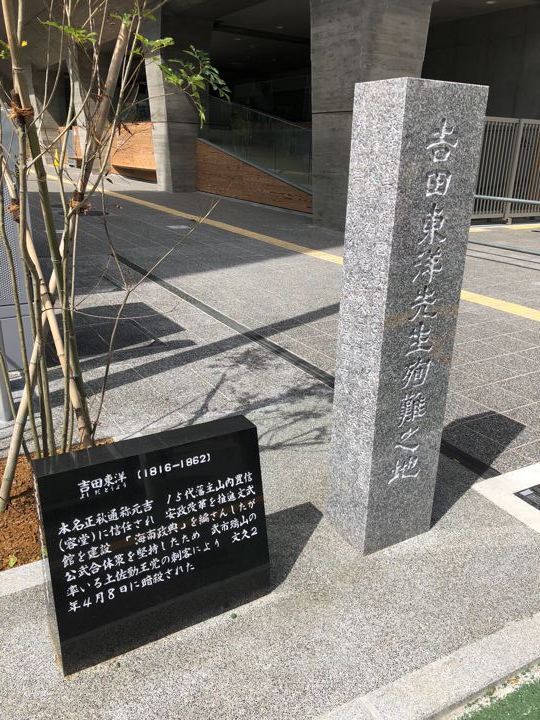 吉田東洋先生殉難之地
吉田東洋 (1816−1862)
よしだとうよう
本名正秋通称元吉 15代藩主山内豊信
(容堂)に信任され 安政改革を推進文武
館を建設 「海南政典」を編さんしたが
公武合体策を堅持したため 武市瑞山の
率いる土佐勤王党の刺客により 文久2
年4月8日に暗殺された